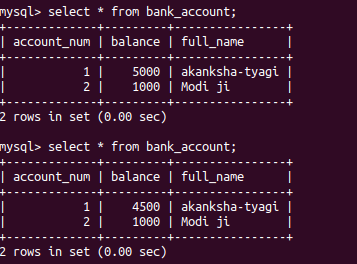 mysql> select * from bank_account;
+-------------+---------+----------------+
| account_num | balance | full_name      |
+-------------+---------+----------------+
|           1 |    5000 | akanksha-tyagi |
|           2 |    1000 | Modi ji        |
+-------------+---------+----------------+
2 rows in set (0.00 sec)

mysql> select * from bank_account;
+-------------+---------+----------------+
| account_num | balance | full_name      |
+-------------+---------+----------------+
|           1 |    4500 | akanksha-tyagi |
|           2 |    1000 | Modi ji        |
+-------------+---------+----------------+
2 rows in set (0.00 sec)